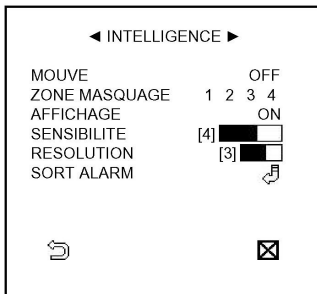 ◄ INTELLIGENCE ►
MOUVE OFF
ZONE MASQUAGE 1 2 3 4
AFFICHAGE ON
SENSIBILITE [4]
RESOLUTION [3]
SORT ALARM